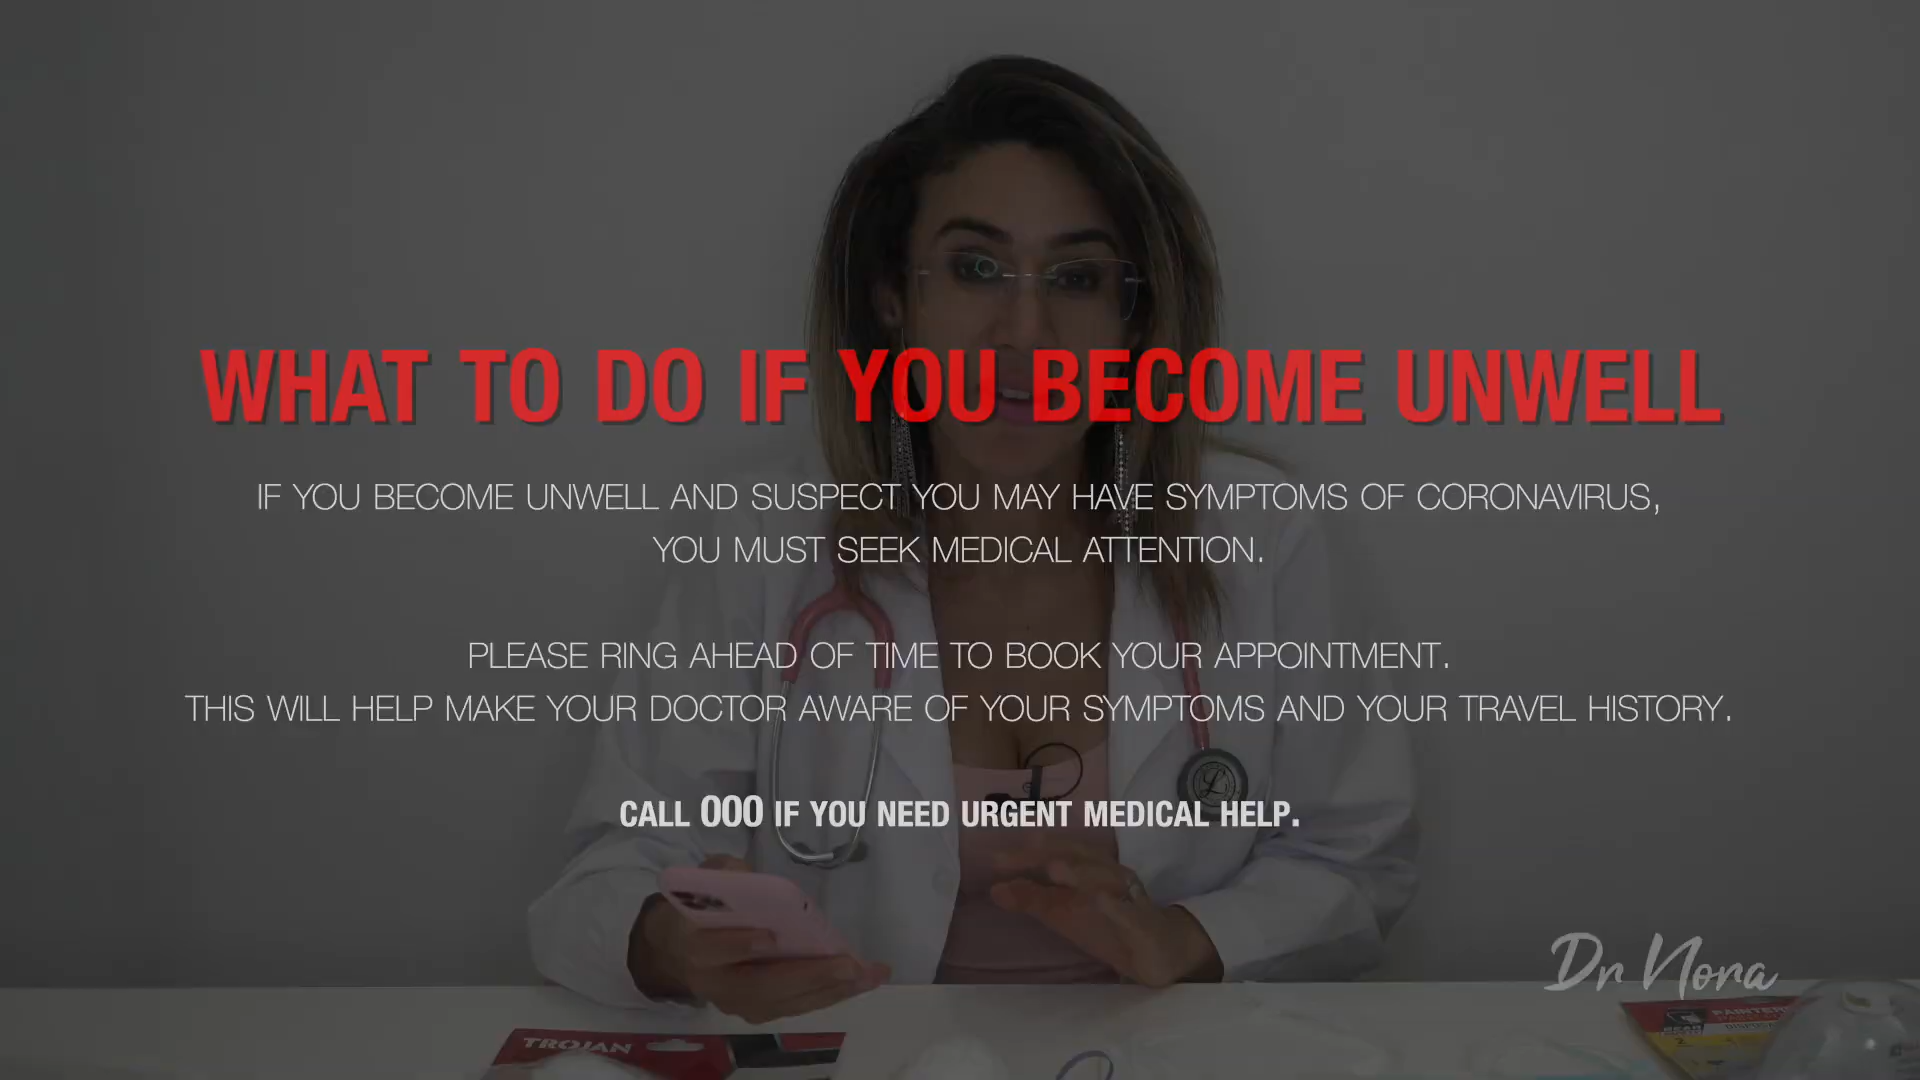 WHAT TO DO IF YOU BECOME UNWELL
IF YOU BECOME UNWELL AND SUSPECT YOU MAY HAVE SYMPTOMS OF CORONAVIRUS,
YOU MUST SEEK MEDICAL ATTENTION.
PLEASE RING AHEAD OF TIME TO BOOK YOUR APPOINTMENT.
THIS WILL HELP MAKE YOUR DOCTOR AWARE OF YOUR SYMPTOMS AND YOUR TRAVEL HISTORY.
CALL 000 IF YOU NEED URGENT MEDICAL HELP.
Dr Nora
TROJAN